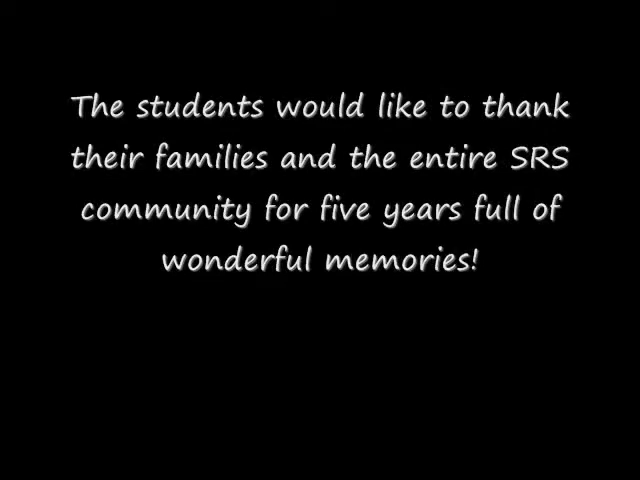 The students would like to thank
their families and the entire SRS
community for five years full of
wonderful memories!